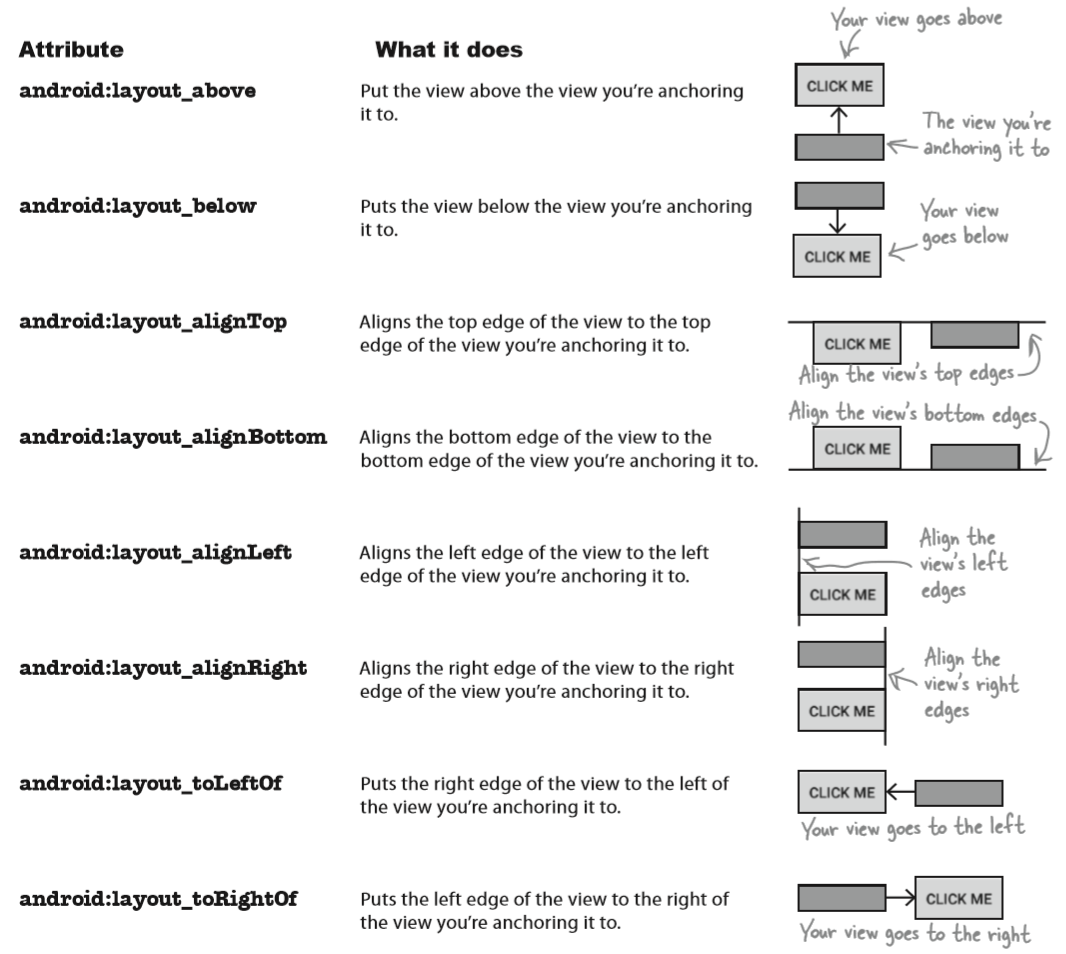 Your view goes above
Attribute What it does
android:layout_above Put the view above the view you're anchoring
it to.
CLICK ME
The view you're
anchoring it to
android:layout_below Puts the view below the view you're anchoring
it to.
Your view
goes below
CLICK ME
android:layout_alignTop Aligns the top edge of the view to the top
edge of the view you're anchoring it to.
CLICK ME
Align the view's top edges
Align the view's bottom edges
android:layout_alignBottom Aligns the bottom edge of the view to the
bottom edge of the view you're anchoring it to.
CLICK ME
android:layout_alignLeft Aligns the left edge of the view to the left
edge of the view you're anchoring it to.
Align the
view's left
edges
CLICK ME
android:layout_alignRight Aligns the right edge of the view to the right
edge of the view you're anchoring it to.
Align the
view's right
edges
CLICK ME
android:layout_toLeftOf Puts the right edge of the view to the left of
the view you're anchoring it to.
CLICK ME
Your view goes to the left
android:layout_toRightOf Puts the left edge of the view to the right of
the view you're anchoring it to.
CLICK ME
Your view goes to the right